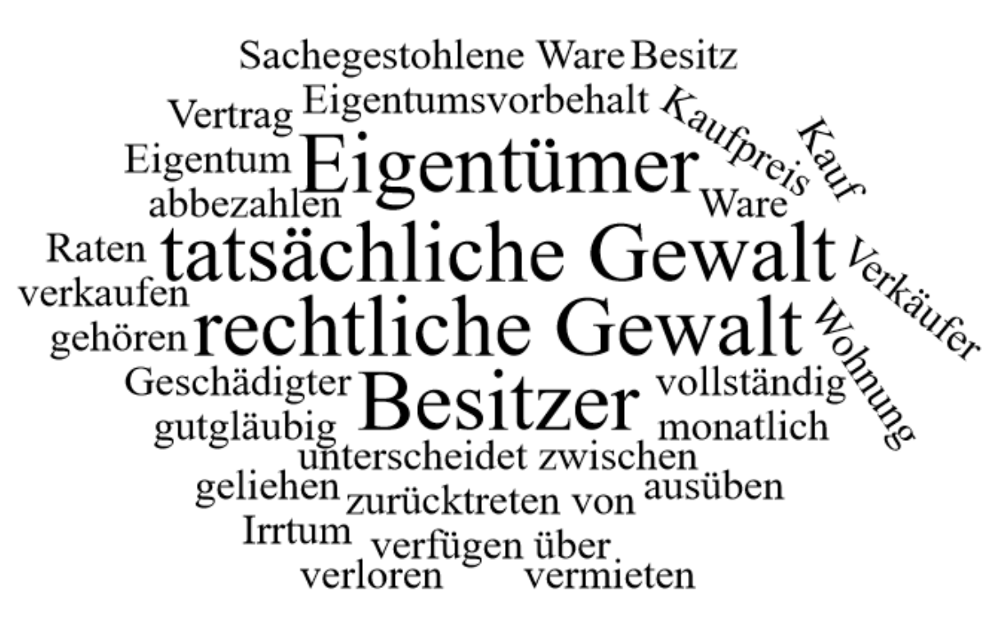 Sachegestohlene Ware Besitz
Vertrag Eigentumsvorbehalt Kaufpreis Kauf
Eigentum Eigentümer
abbezahlen Ware
Raten tatsächliche Gewalt Verkäufer
verkaufen
gehören rechtliche Gewalt Wohnung
Geschädigter Besitzer vollständig
gutgläubig monatlich
unterscheidet zwischen
geliehen zurücktreten von ausüben
Irrtum verfügen über
verloren vermieten